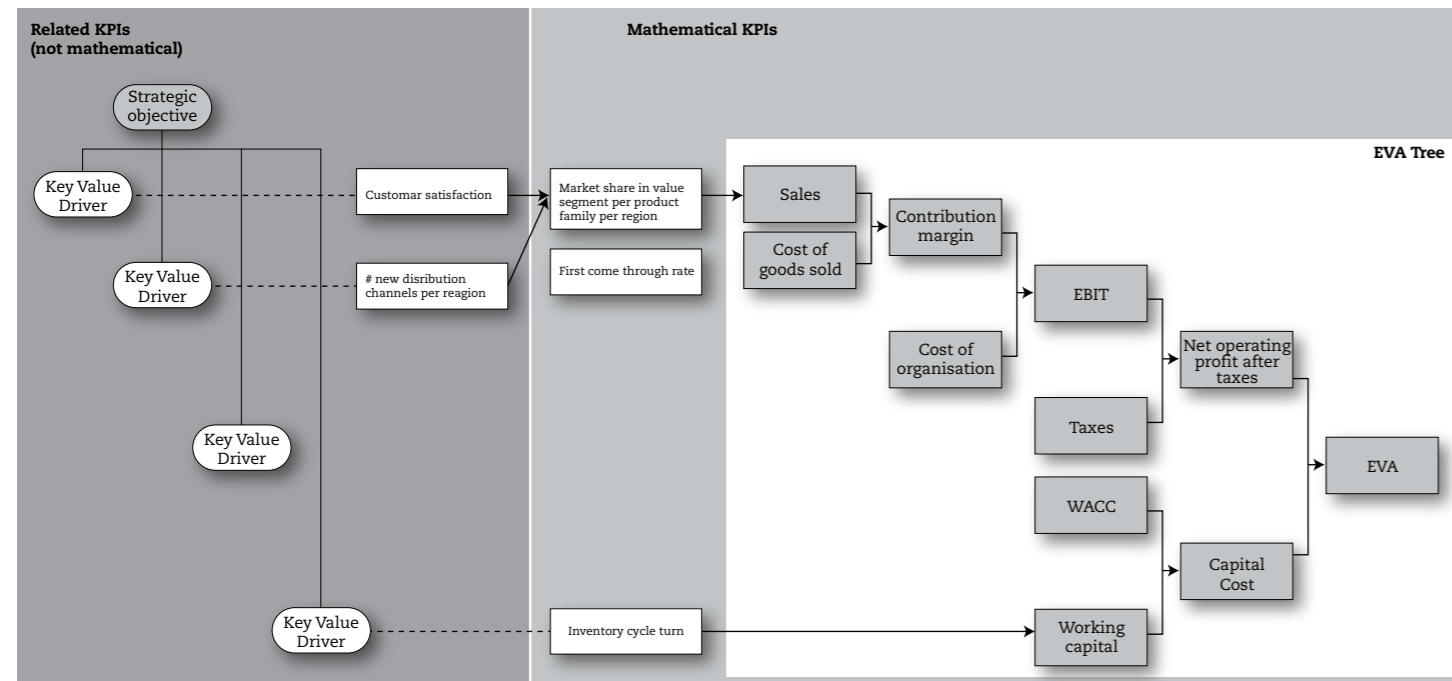 Related KPIs
(not mathematical)
Mathematical KPIs
EVA Tree
Strategic
objective
Key Value
Driver
Customar satisfaction
Market share in value
segment per product
family per region
Sales
Cost of
goods sold
Contribution
margin
Key Value
Driver
# new disribution
channels per reagion
First come through rate
EBIT
Cost of
organisation
Net operating
profit after
taxes
Taxes
Key Value
Driver
EVA
WACC
Capital
Cost
Key Value
Driver
Inventory cycle turn
Working
capital